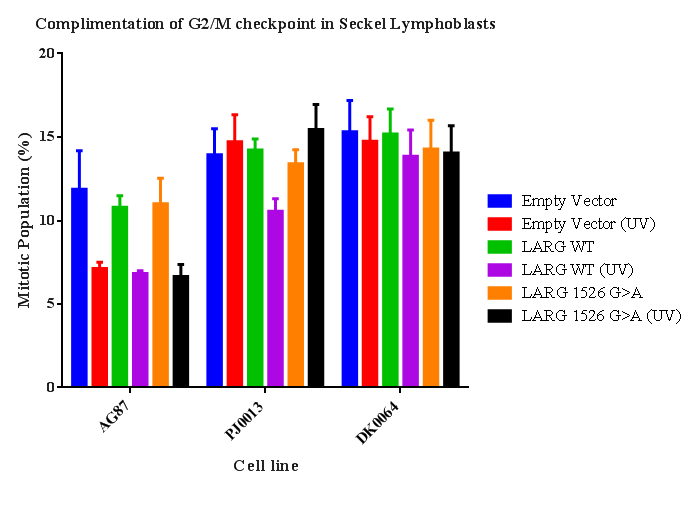 Complimentation of G2/M checkpoint in Seckel Lymphoblasts
20
15
10
5
0
Mitotic Population (%)
AG87
PJ0013
DK0064
Cell line
Empty Vector
Empty Vector (UV)
LARG WT
LARG WT (UV)
LARG 1526 G>A
LARG 1526 G>A (UV)